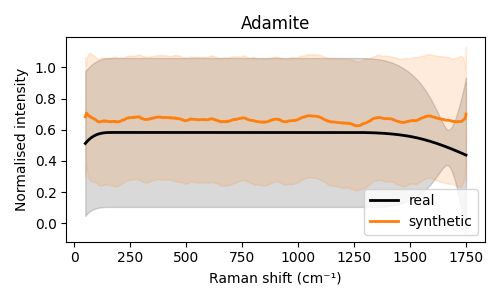 Adamite
Normalised intensity
1.0
0.8
0.6
0.4
0.2
0.0
real
synthetic
0 250 500 750 1000 1250 1500 1750
Raman shift (cm⁻¹)